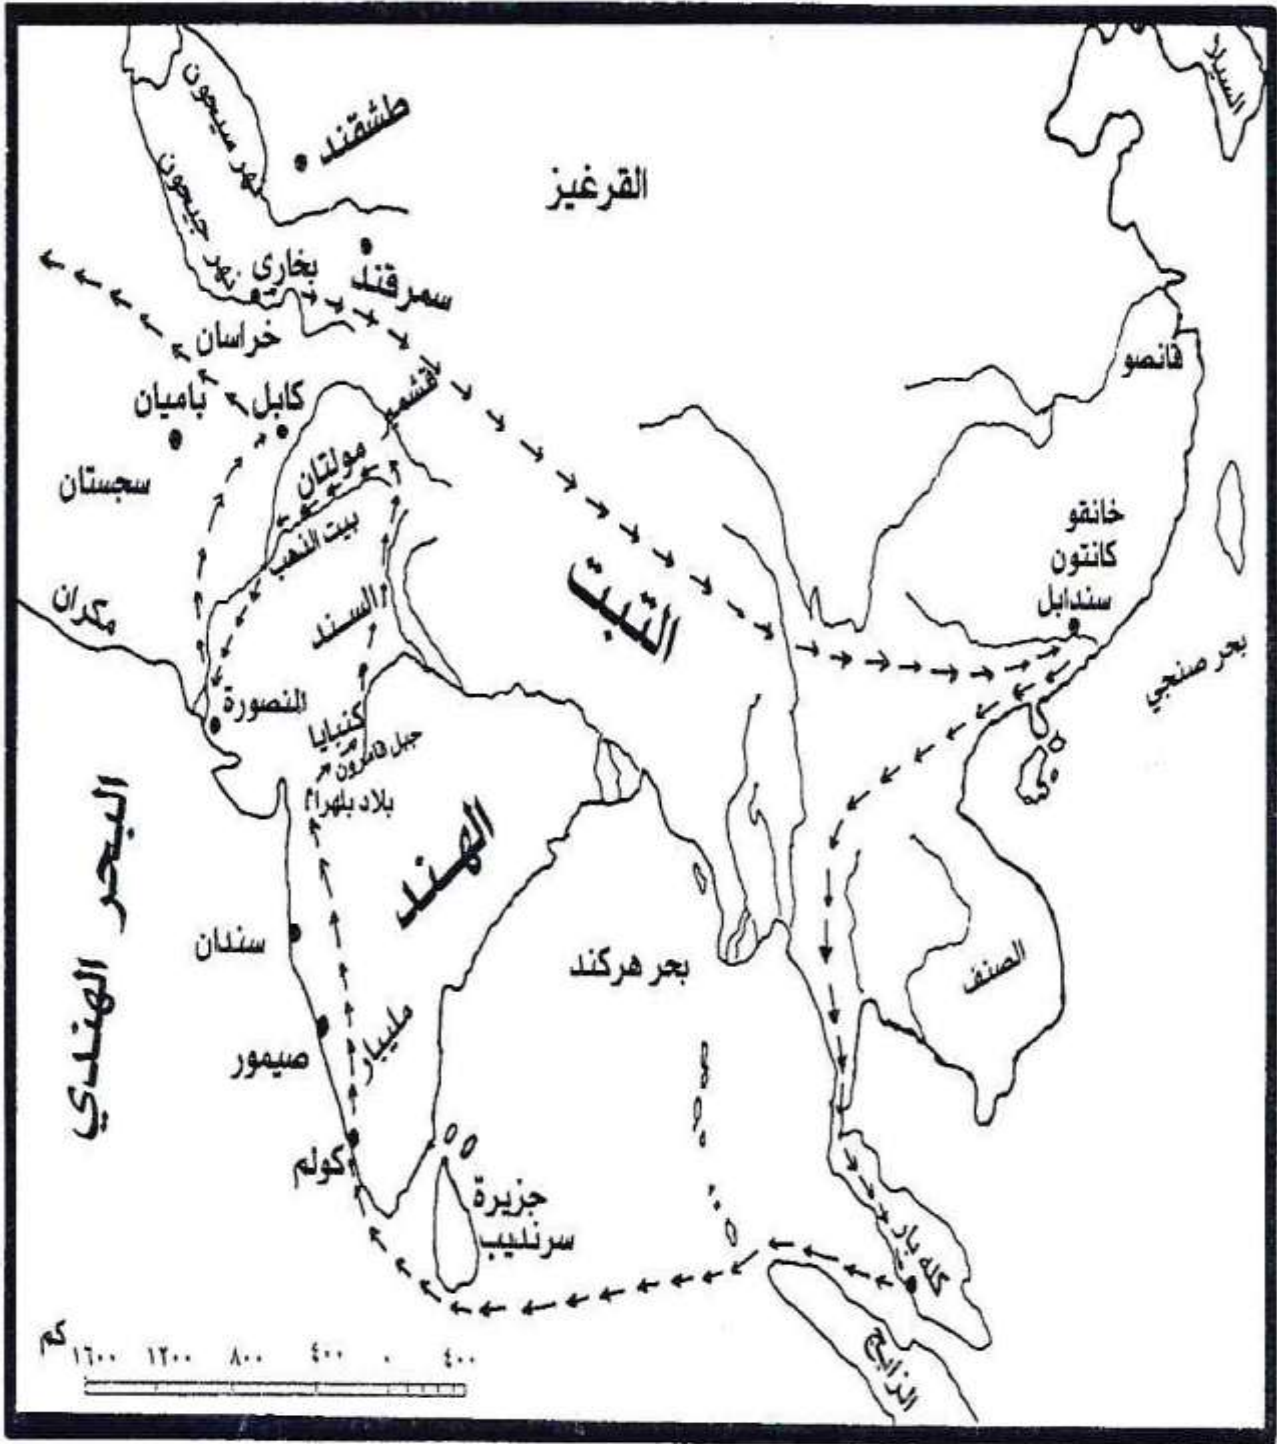 السيلا
نهر سيحون
طشقند
القرغيز
نهر جيحون
بخارى
سمرقند
خراسان
قانصو
قشمير
كابل
باميان
مولتان
سجستان
خانقو
كانتون
سندابل
بيت الذهب
التبت
السند
مكران
بحر صنجي
المنصورة
كنبايا
جبل قامرون
بلاد بلهرا
البحر الهندي
الهند
سندان
بحر هركند
الصنف
مليبار
صيمور
كولم
جزيرة
سرنديب
كله بار
الزابج
كم
١٦٠٠ ١٢٠٠ ٨٠٠ ٤٠٠ ٠ ٤٠٠